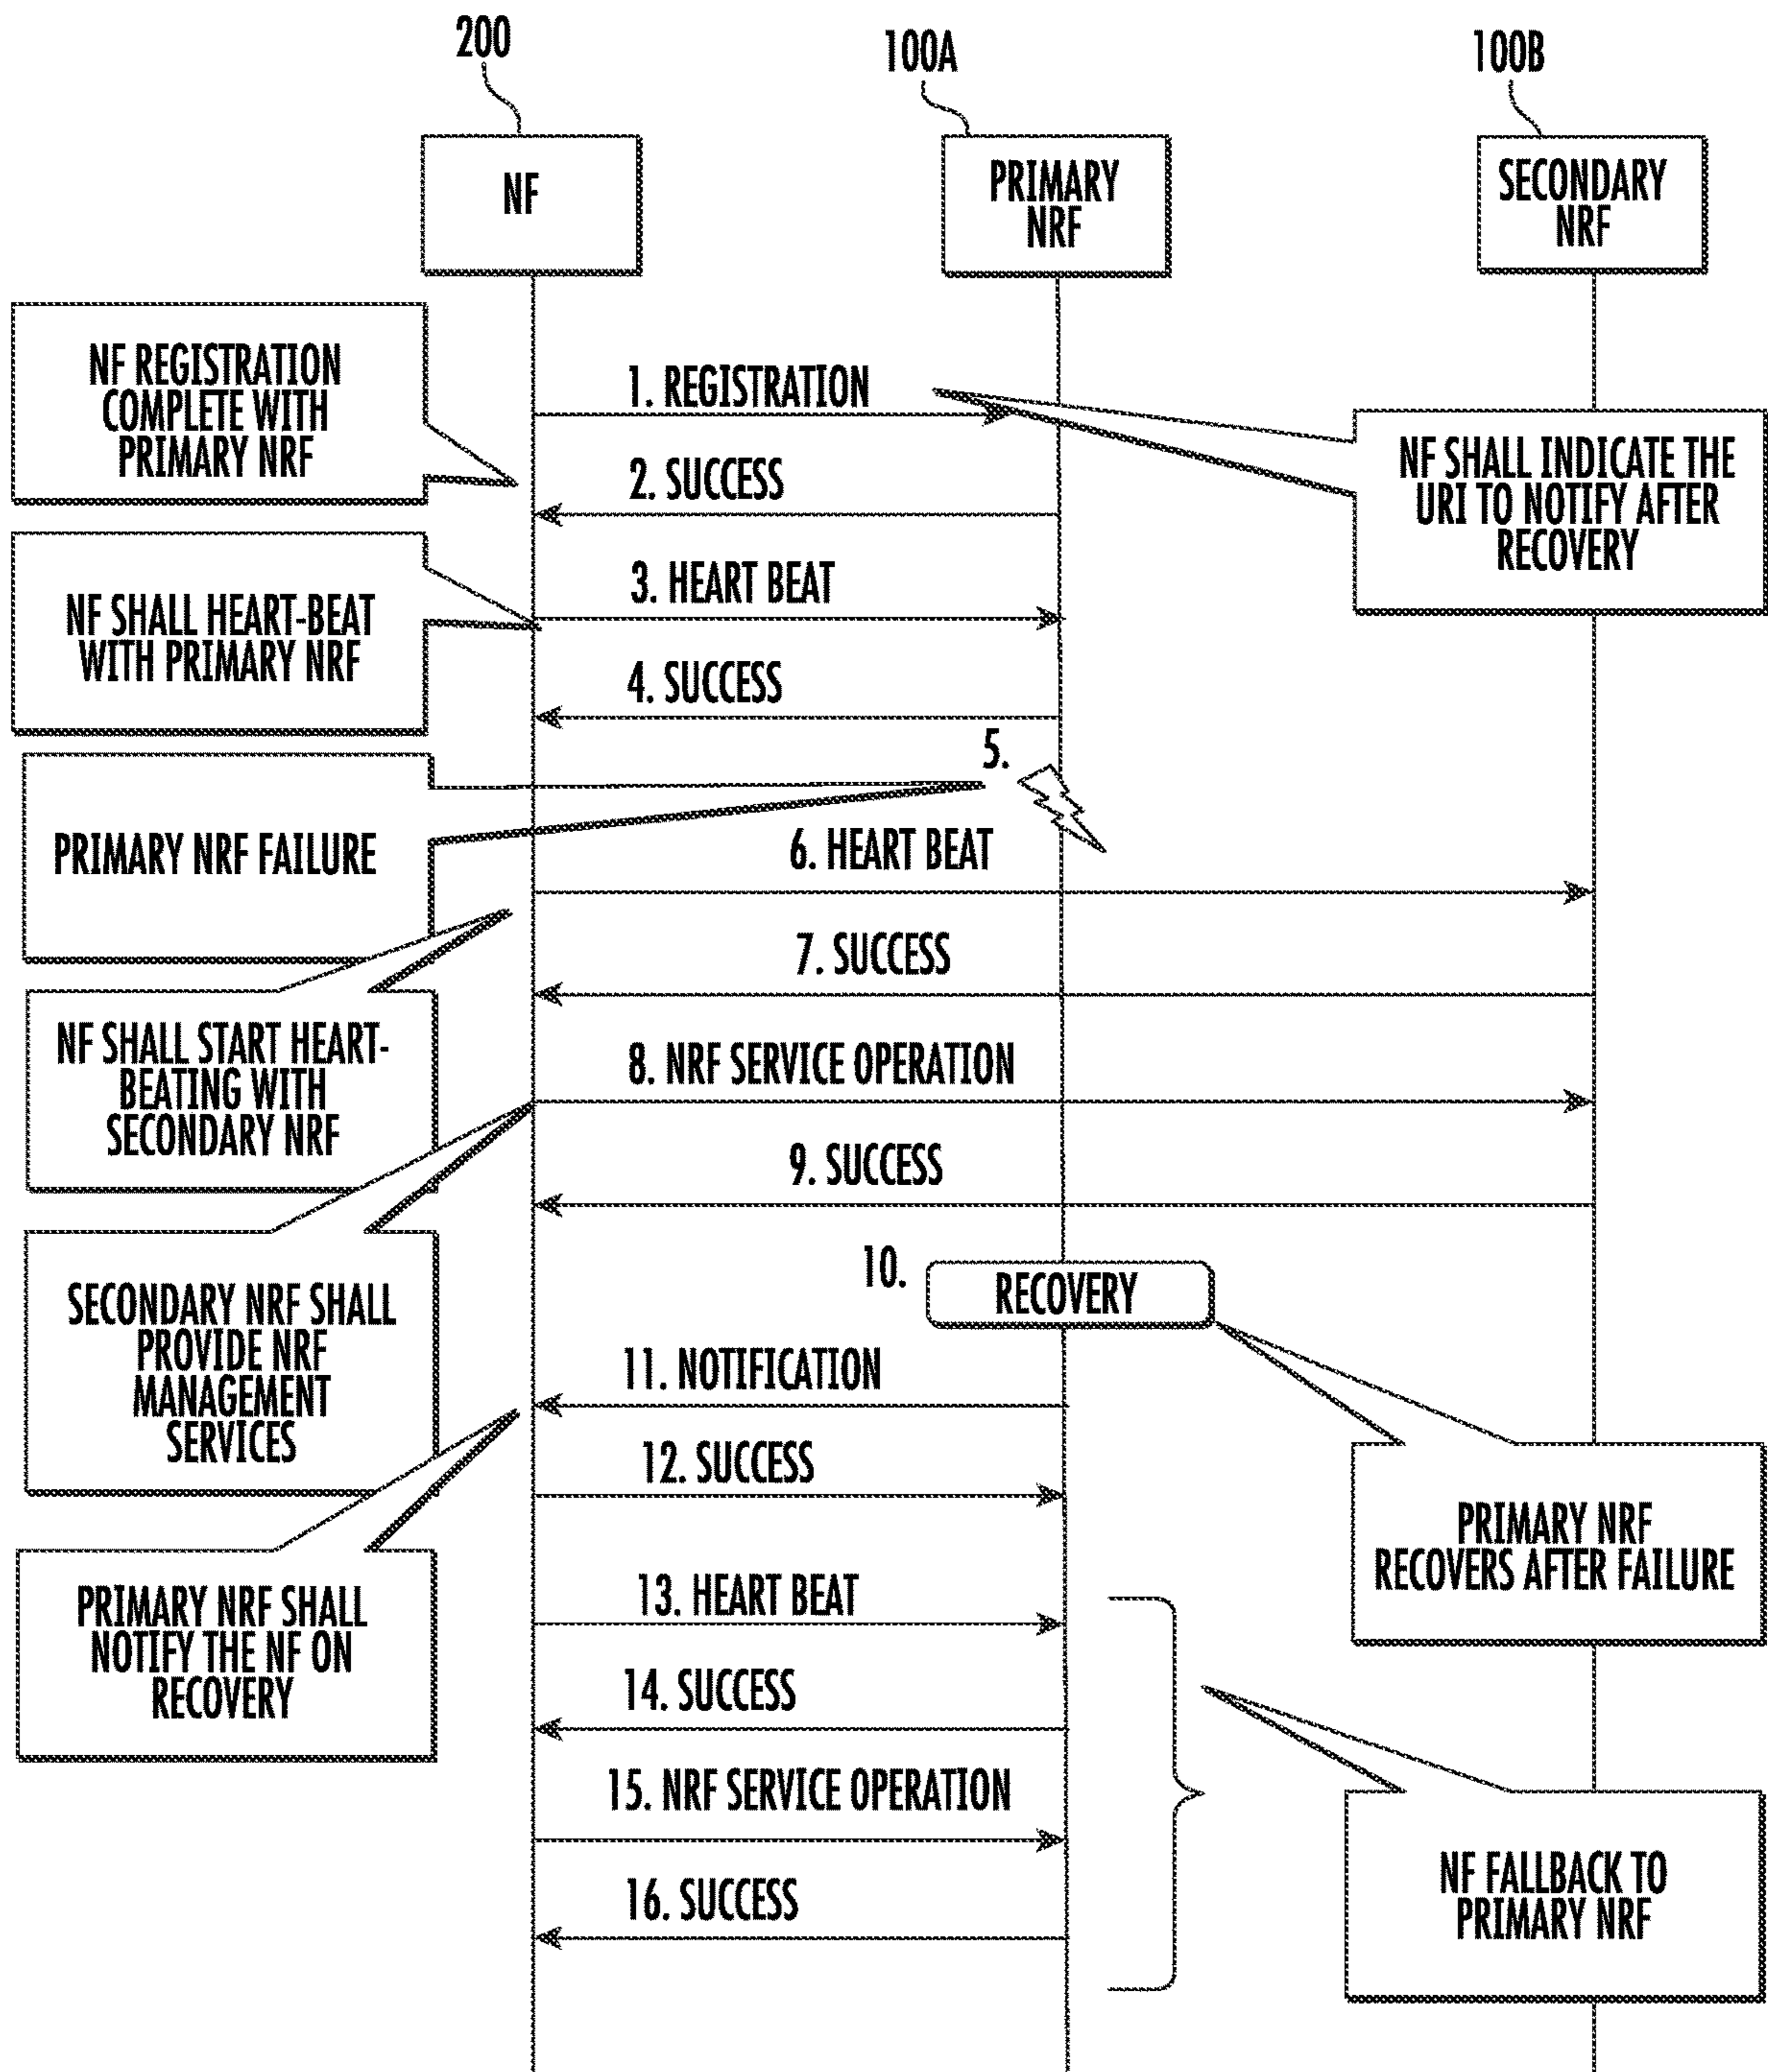 200
100A
100B
NF
PRIMARY
NRF
SECONDARY
NRF
NF REGISTRATION
COMPLETE WITH
PRIMARY NRF
1. REGISTRATION
NF SHALL INDICATE THE
URI TO NOTIFY AFTER
RECOVERY
2. SUCCESS
NF SHALL HEART-BEAT
WITH PRIMARY NRF
3. HEART BEAT
4. SUCCESS
5.
PRIMARY NRF FAILURE
6. HEART BEAT
7. SUCCESS
NF SHALL START HEART-
BEATING WITH
SECONDARY NRF
8. NRF SERVICE OPERATION
9. SUCCESS
SECONDARY NRF SHALL
PROVIDE NRF
MANAGEMENT
SERVICES
10.
RECOVERY
11. NOTIFICATION
12. SUCCESS
PRIMARY NRF
RECOVERS AFTER FAILURE
PRIMARY NRF SHALL
NOTIFY THE NF ON
RECOVERY
13. HEART BEAT
14. SUCCESS
15. NRF SERVICE OPERATION
16. SUCCESS
NF FALLBACK TO
PRIMARY NRF